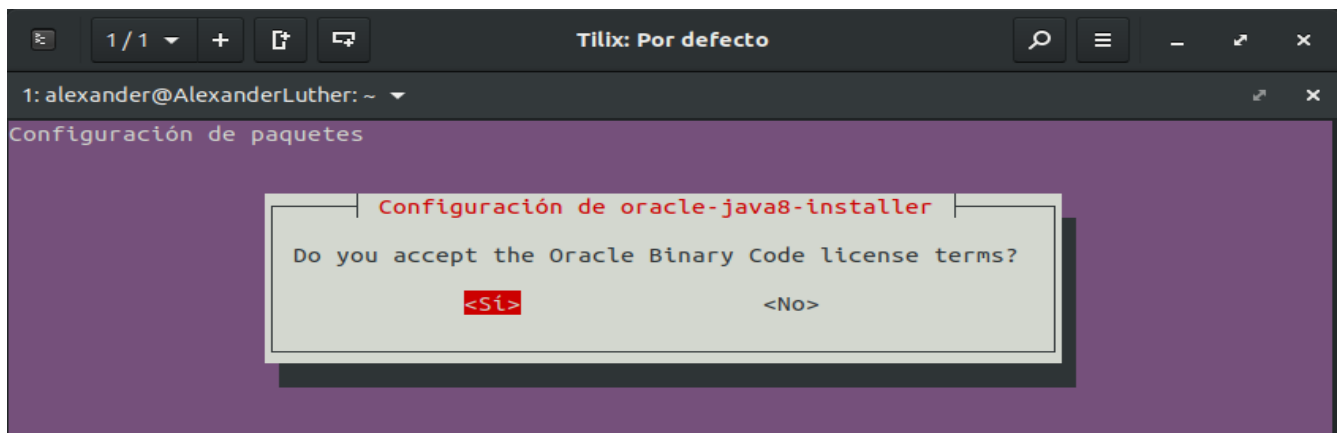 1 / 1 +
Tilix: Por defecto
1: alexander@AlexanderLuther: ~
Configuración de paquetes
Configuración de oracle-java8-installer
Do you accept the Oracle Binary Code license terms?
<Sí> <No>